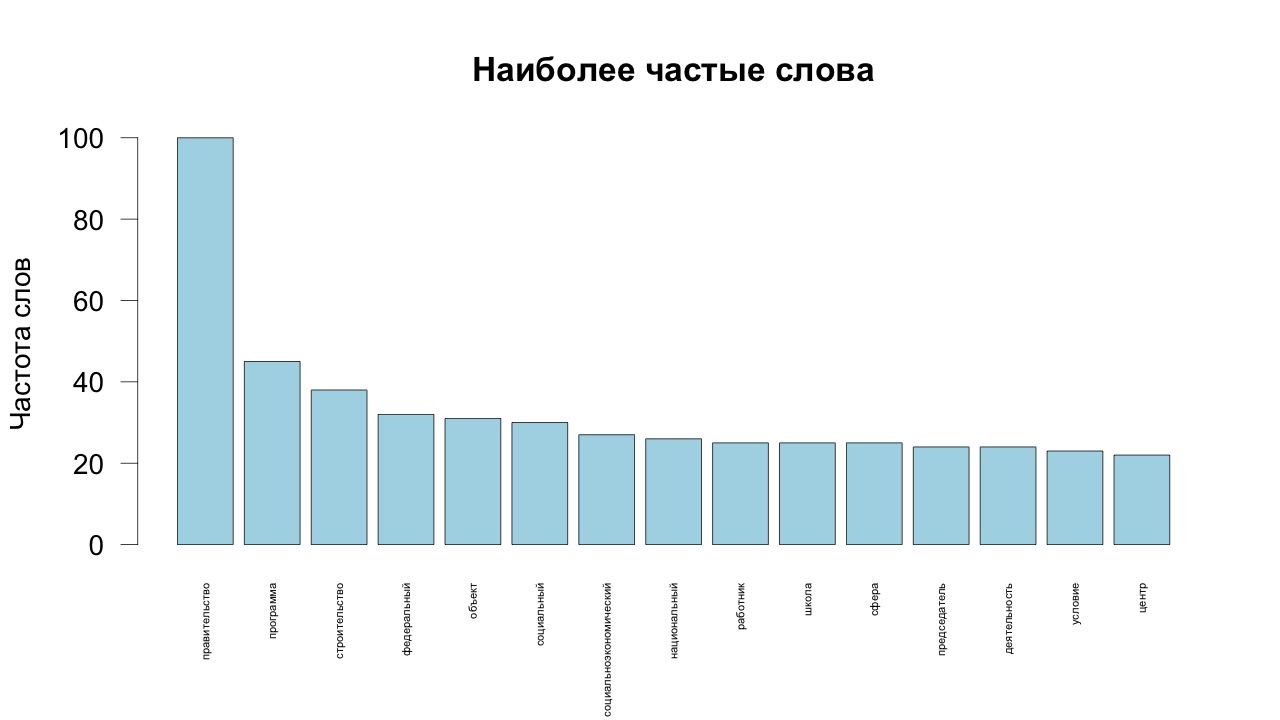 Наиболее частые слова
Частота слов
100
80
60
40
20
0
правительство
программа
строительство
федеральный
объект
социальный
социальноэкономический
национальный
работник
школа
сфера
председатель
деятельность
условие
центр